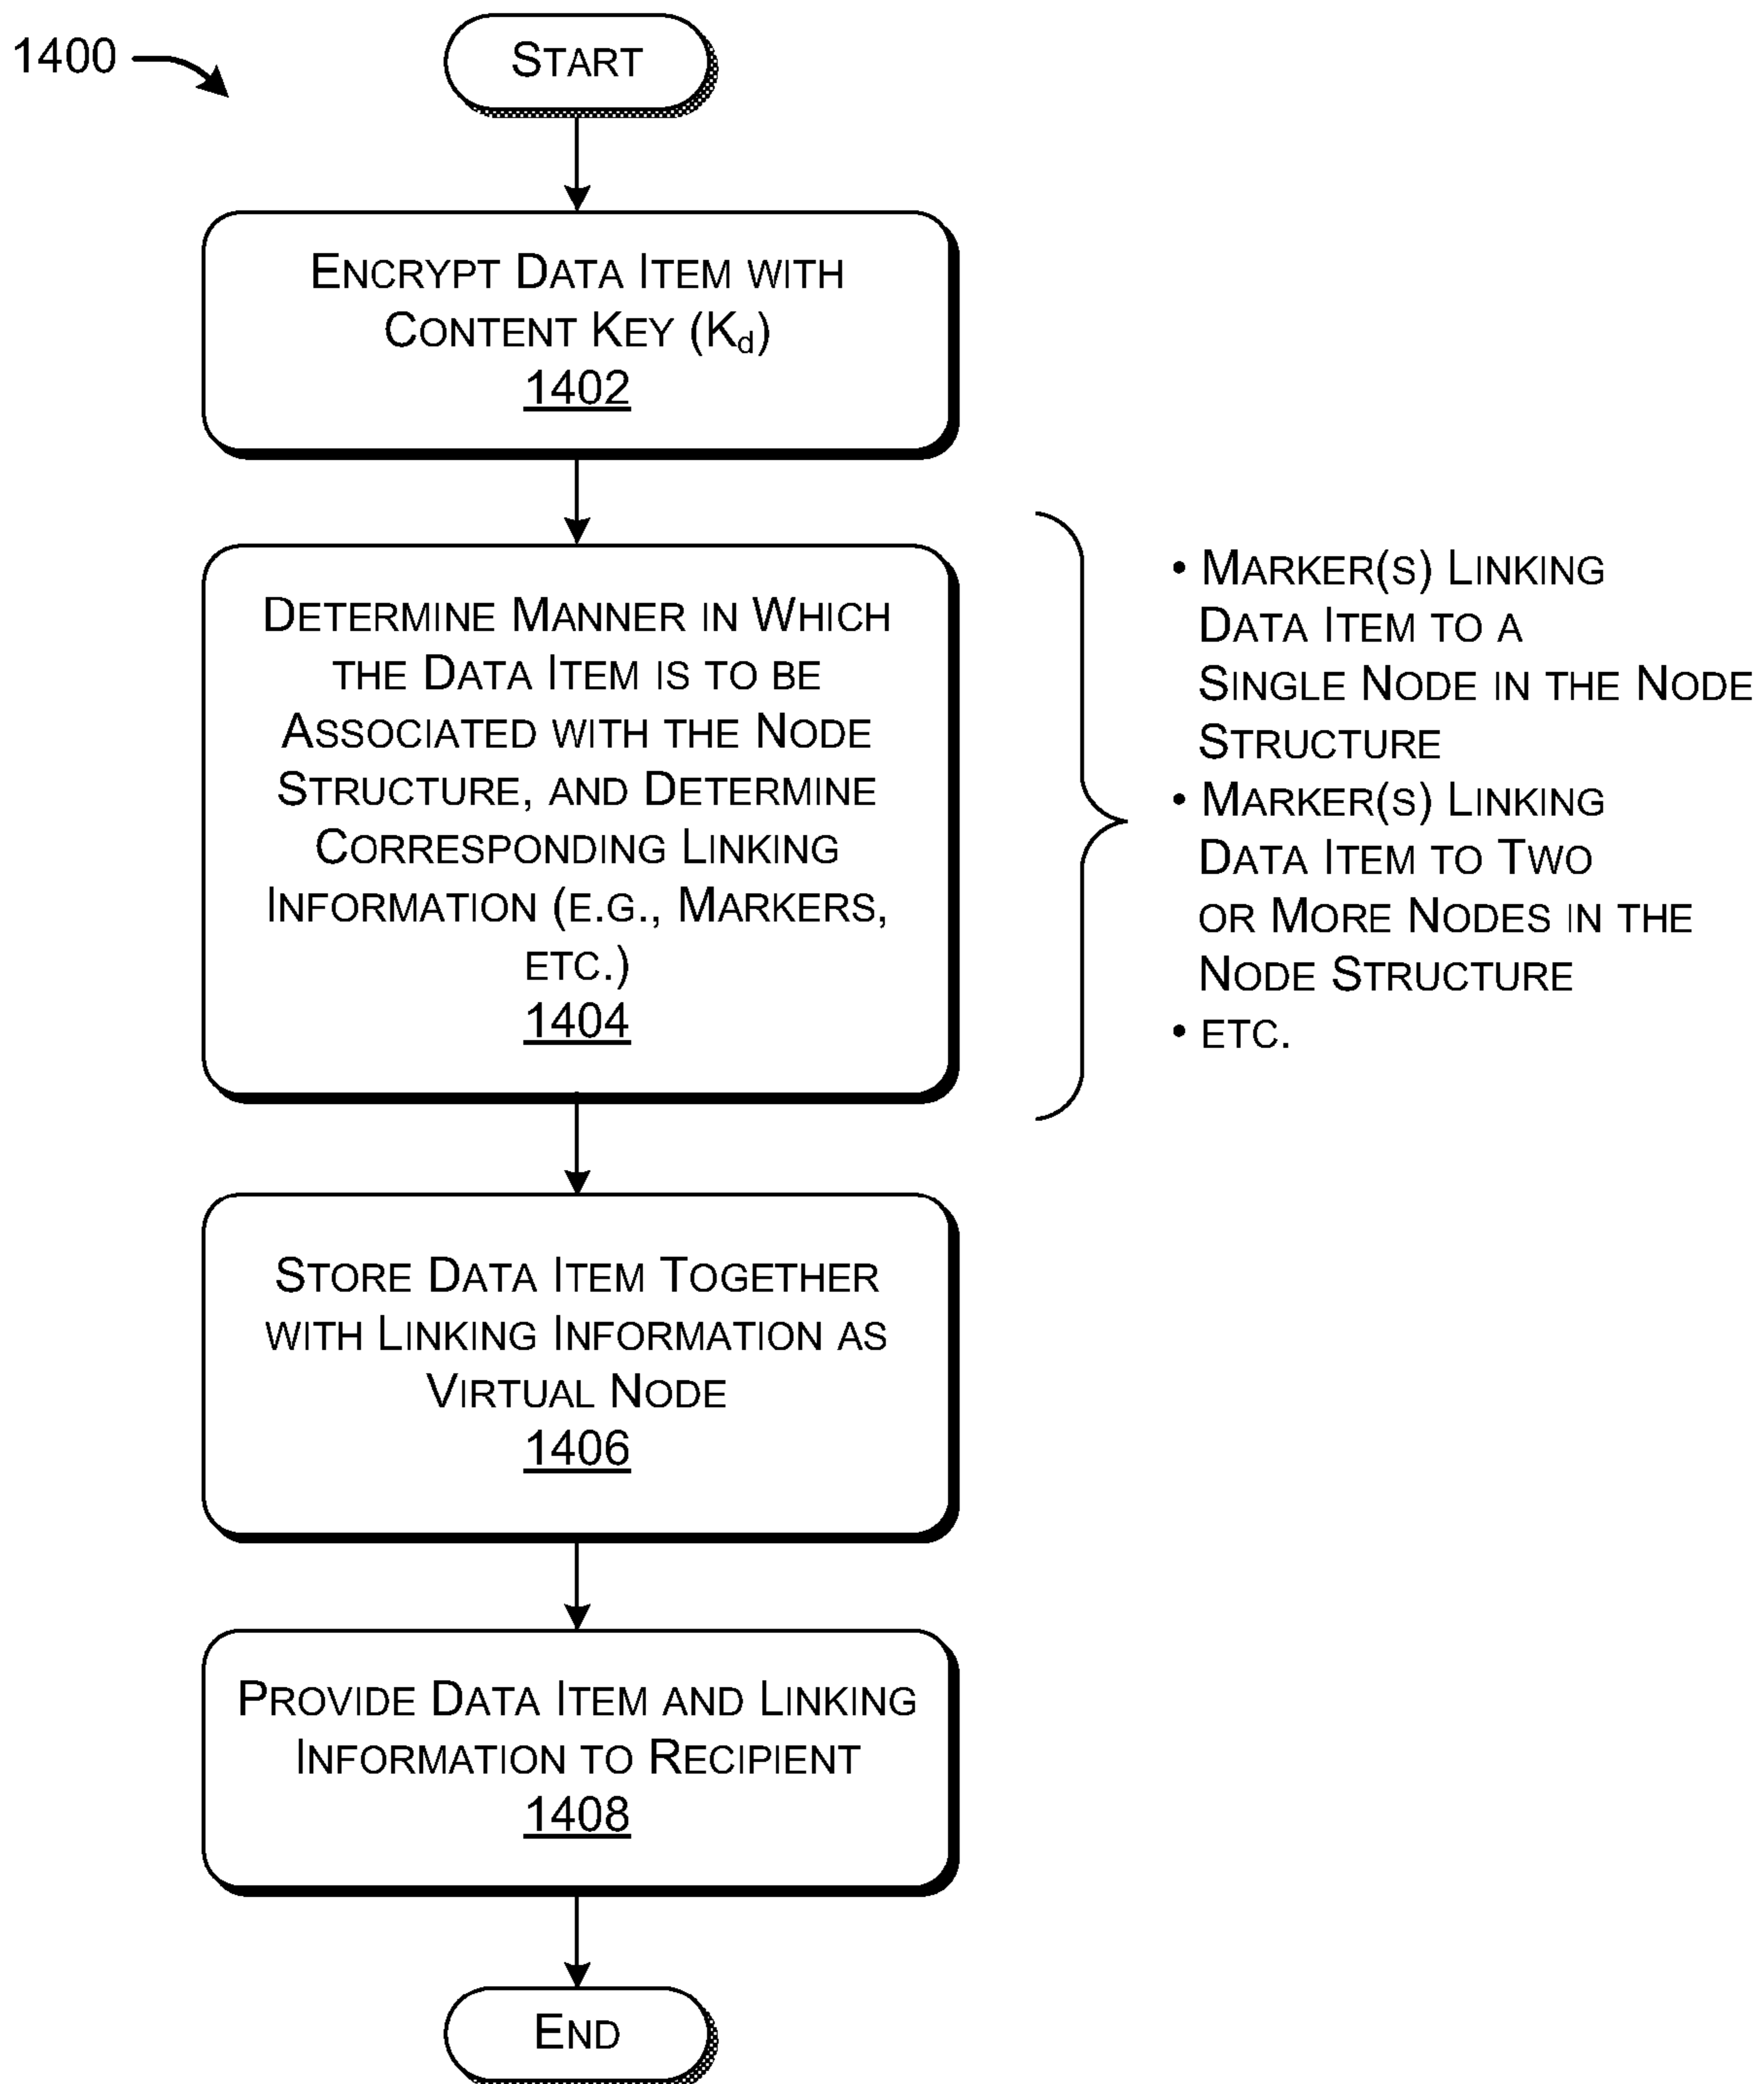 1400
START
ENCRYPT DATA ITEM WITH
CONTENT KEY (Kd)
1402
DETERMINE MANNER IN WHICH
THE DATA ITEM IS TO BE
ASSOCIATED WITH THE NODE
STRUCTURE, AND DETERMINE
CORRESPONDING LINKING
INFORMATION (E.G., MARKERS,
ETC.)
1404
• MARKER(S) LINKING
DATA ITEM TO A
SINGLE NODE IN THE NODE
STRUCTURE
• MARKER(S) LINKING
DATA ITEM TO TWO
OR MORE NODES IN THE
NODE STRUCTURE
• ETC.
STORE DATA ITEM TOGETHER
WITH LINKING INFORMATION AS
VIRTUAL NODE
1406
PROVIDE DATA ITEM AND LINKING
INFORMATION TO RECIPIENT
1408
END